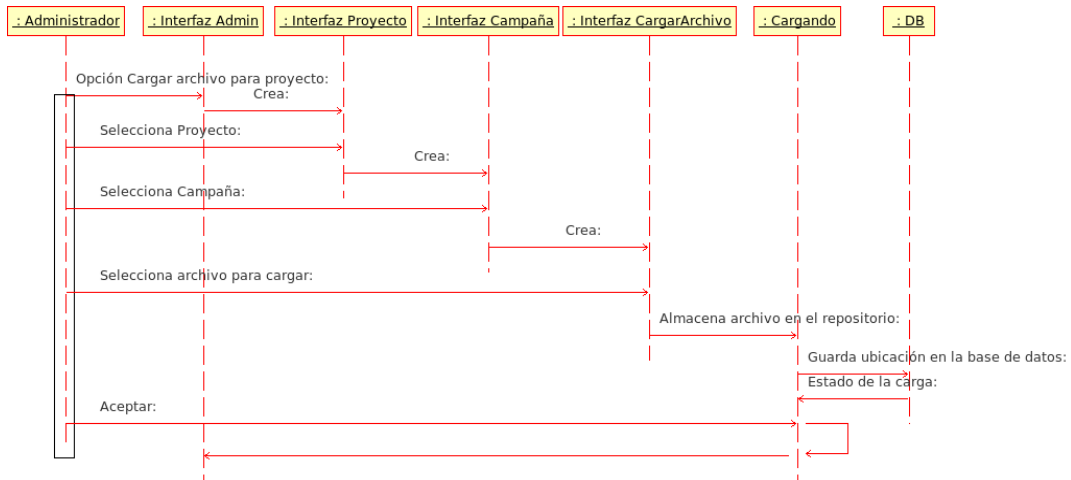 : Administrador
: Interfaz Admin
: Interfaz Proyecto
: Interfaz Campaña
: Interfaz CargarArchivo
: Cargando
: DB
Opción Cargar archivo para proyecto:
Crea:
Selecciona Proyecto:
Crea:
Selecciona Campaña:
Crea:
Selecciona archivo para cargar:
Almacena archivo en el repositorio:
Guarda ubicación en la base de datos:
Estado de la carga:
Aceptar: